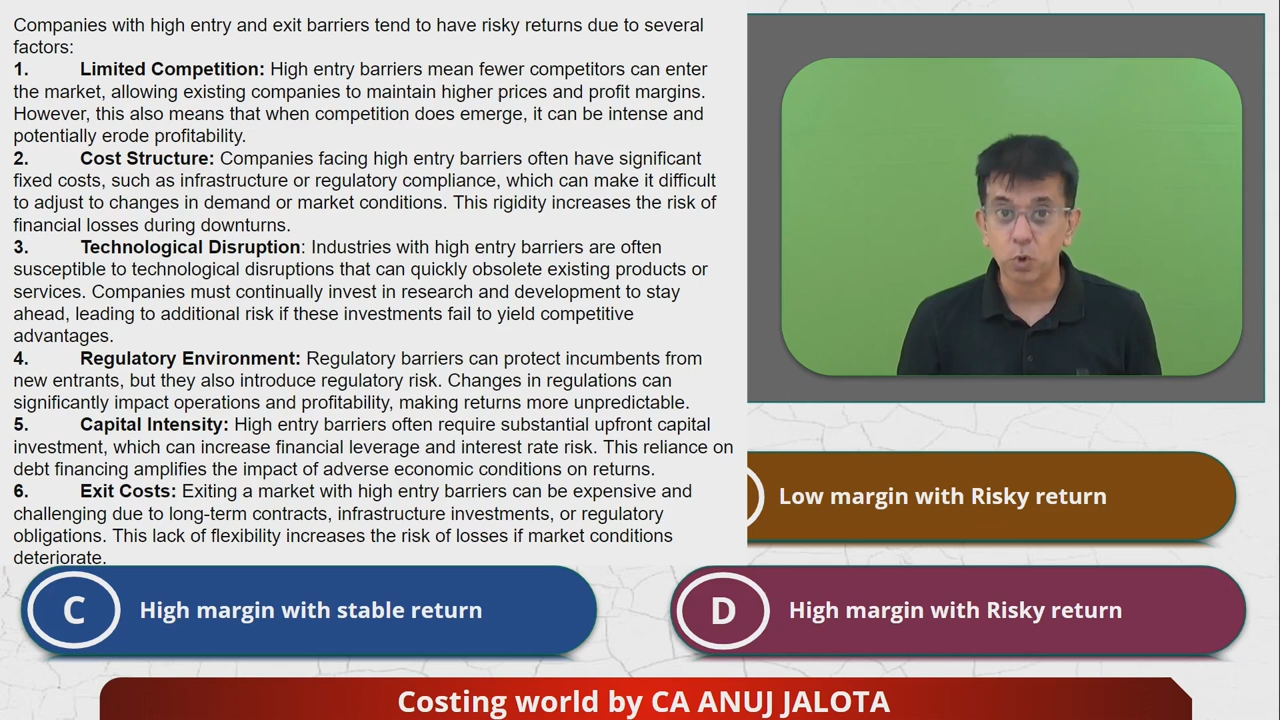 Companies with high entry and exit barriers tend to have risky returns due to several
factors:
1. Limited Competition: High entry barriers mean fewer competitors can enter
the market, allowing existing companies to maintain higher prices and profit margins.
However, this also means that when competition does emerge, it can be intense and
potentially erode profitability.
2. Cost Structure: Companies facing high entry barriers often have significant
fixed costs, such as infrastructure or regulatory compliance, which can make it difficult
to adjust to changes in demand or market conditions. This rigidity increases the risk of
financial losses during downturns.
3. Technological Disruption: Industries with high entry barriers are often
susceptible to technological disruptions that can quickly obsolete existing products or
services. Companies must continually invest in research and development to stay
ahead, leading to additional risk if these investments fail to yield competitive
advantages.
4. Regulatory Environment: Regulatory barriers can protect incumbents from
new entrants, but they also introduce regulatory risk. Changes in regulations can
significantly impact operations and profitability, making returns more unpredictable.
5. Capital Intensity: High entry barriers often require substantial upfront capital
investment, which can increase financial leverage and interest rate risk. This reliance on
debt financing amplifies the impact of adverse economic conditions on returns.
6. Exit Costs: Exiting a market with high entry barriers can be expensive and
challenging due to long-term contracts, infrastructure investments, or regulatory
obligations. This lack of flexibility increases the risk of losses if market conditions
deteriorate.
Low margin with Risky return
C High margin with stable return
D High margin with Risky return
Costing world by CA ANUJ JALOTA